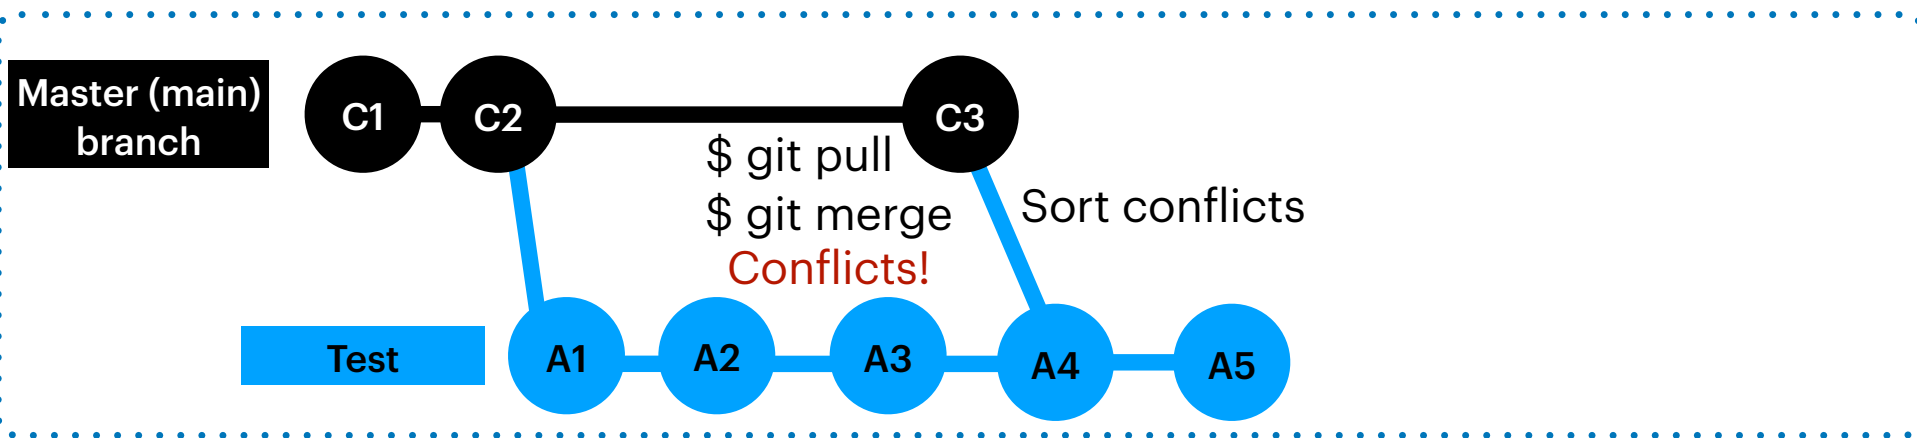 Master (main)
branch
C1
C2
C3
$ git pull
$ git merge
Conflicts!
Sort conflicts
Test
A1
A2
A3
A4
A5